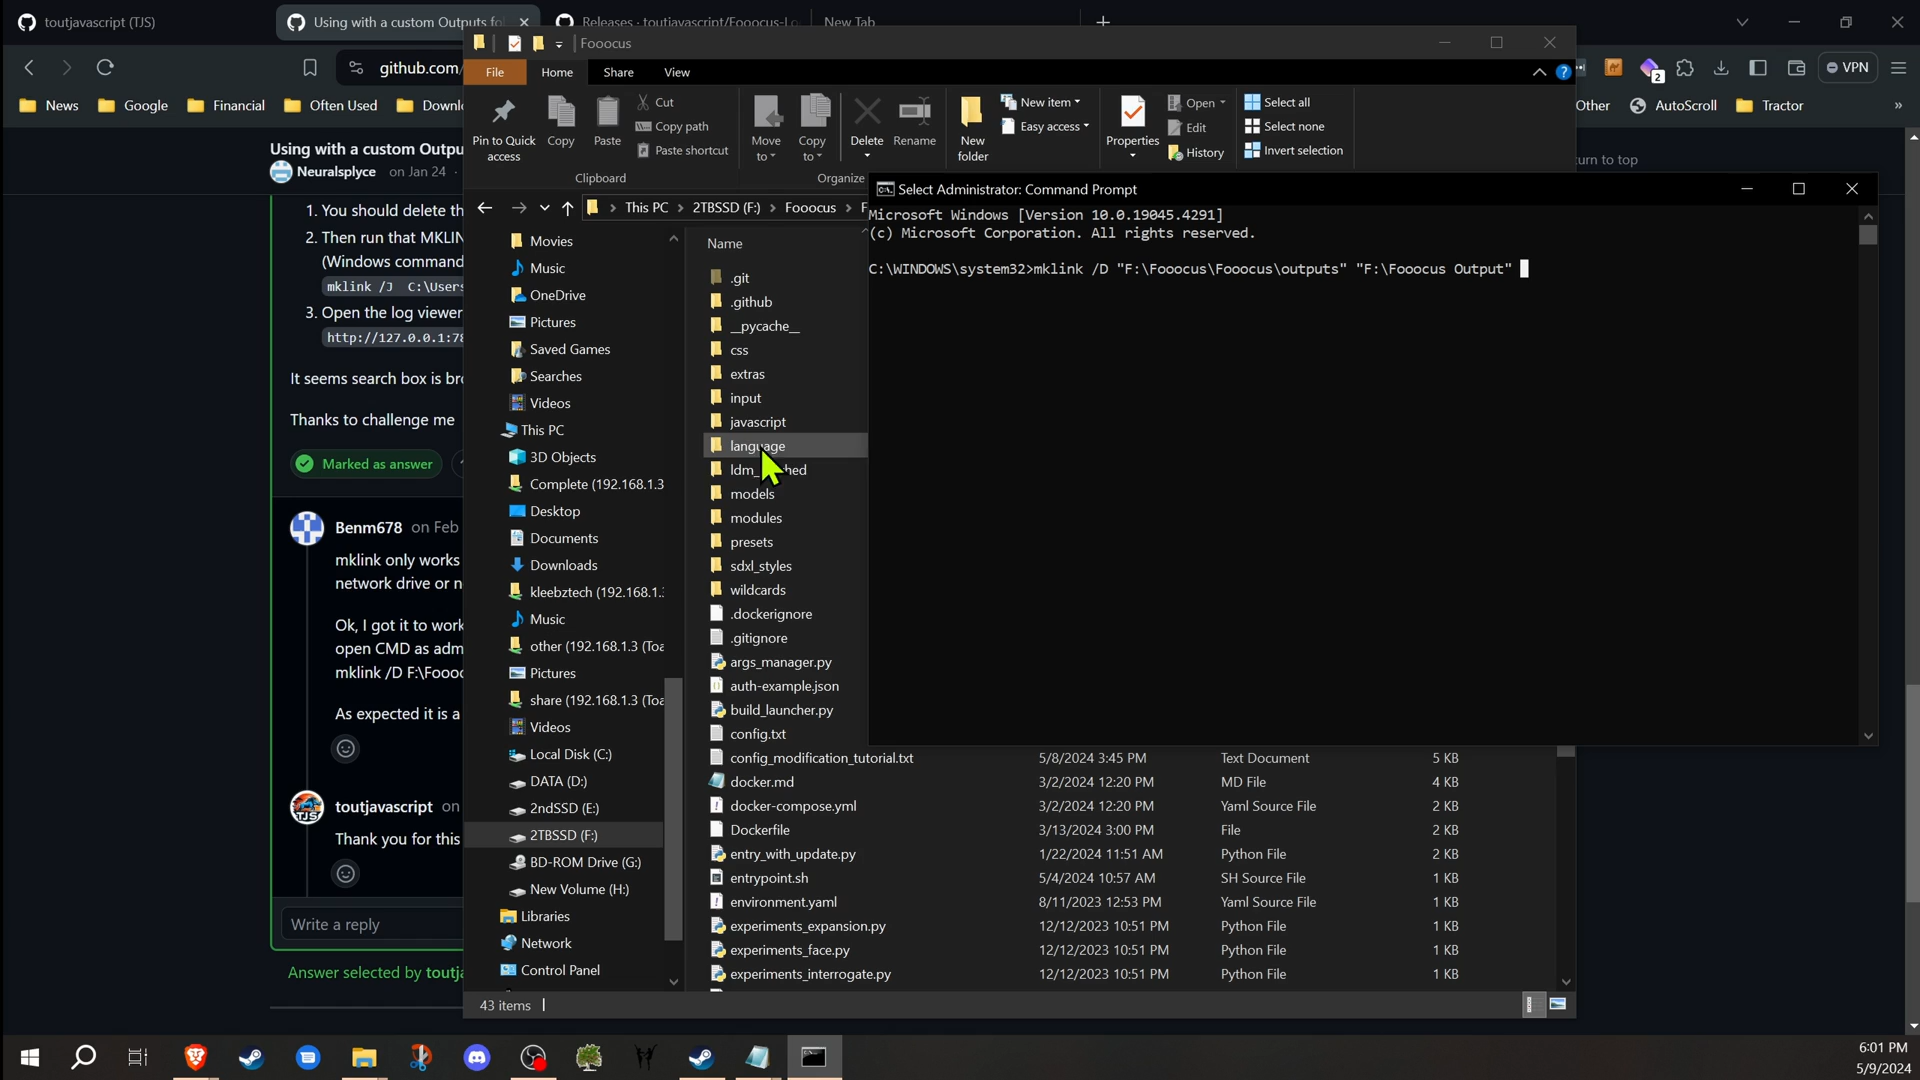 toutjavascript (TJS)
Using with a custom Outputs fo
Releases · toutjavascript/Fooocus-Lo
New Tab
github.com/
VPN
2
News
Google
Financial
Often Used
Downl
Other
AutoScroll
Tractor
Fooocus
File
Home
Share
View
Pin to Quick access
Copy
Paste
Cut
Copy path
Paste shortcut
Clipboard
Move to
Copy to
Delete
Rename
Organize
New folder
New item
Easy access
Properties
Open
Edit
History
Select all
Select none
Invert selection
This PC
2TBSSD (F:)
Fooocus
F
Using with a custom Outpu
Neuralsplyce on Jan 24 ·
1. You should delete th
2. Then run that MKLIN
(Windows command
mklink /J C:\Users
3. Open the log viewer
http://127.0.0.1:78
It seems search box is bro
Thanks to challenge me
Marked as answer
Benm678 on Feb
mklink only works
network drive or n
Ok, I got it to work
open CMD as adm
mklink /D F:\Foooc
As expected it is a
toutjavascript on
Thank you for this
Write a reply
Answer selected by toutja
Movies
Music
OneDrive
Pictures
Saved Games
Searches
Videos
This PC
3D Objects
Complete (192.168.1.3
Desktop
Documents
Downloads
kleebztech (192.168.1.
Music
other (192.168.1.3 (Toa
Pictures
share (192.168.1.3 (Toa
Videos
Local Disk (C:)
DATA (D:)
2ndSSD (E:)
2TBSSD (F:)
BD-ROM Drive (G:)
New Volume (H:)
Libraries
Network
Control Panel
Name
.git
.github
__pycache__
css
extras
input
javascript
language
models
modules
presets
sdxl_styles
wildcards
.dockerignore
.gitignore
args_manager.py
auth-example.json
build_launcher.py
config.txt
config_modification_tutorial.txt 5/8/2024 3:45 PM Text Document 5 KB
docker.md 3/2/2024 12:20 PM MD File 4 KB
docker-compose.yml 3/2/2024 12:20 PM Yaml Source File 2 KB
Dockerfile 3/13/2024 3:00 PM File 2 KB
entry_with_update.py 1/22/2024 11:51 AM Python File 2 KB
entrypoint.sh 5/4/2024 10:57 AM SH Source File 1 KB
environment.yaml 8/11/2023 12:53 PM Yaml Source File 1 KB
experiments_expansion.py 12/12/2023 10:51 PM Python File 1 KB
experiments_face.py 12/12/2023 10:51 PM Python File 1 KB
experiments_interrogate.py 12/12/2023 10:51 PM Python File 1 KB
43 items
Select Administrator: Command Prompt
Microsoft Windows [Version 10.0.19045.4291]
(c) Microsoft Corporation. All rights reserved.
C:\WINDOWS\system32>mklink /D "F:\Fooocus\Fooocus\outputs" "F:\Fooocus Output"
6:01 PM
5/9/2024